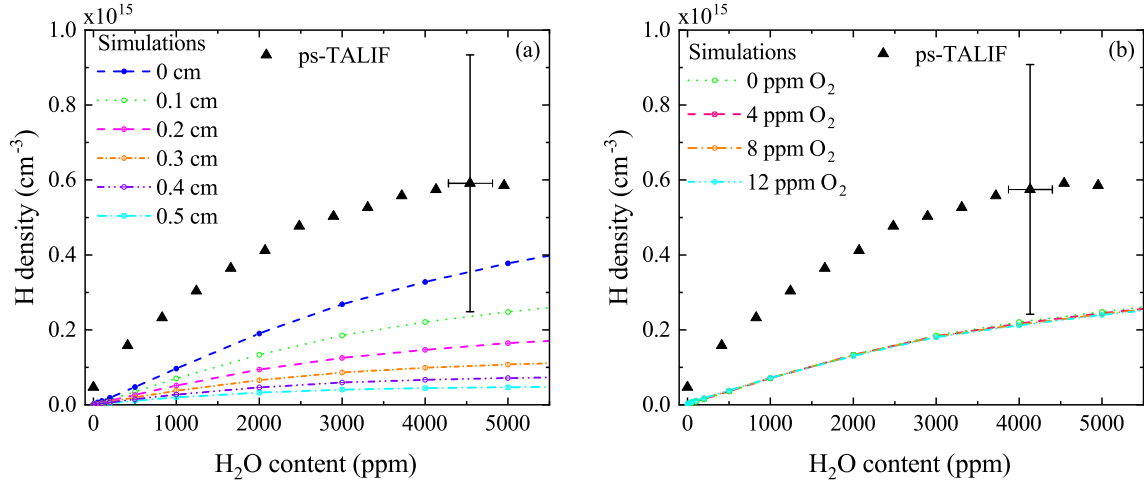 x10¹⁵
Simulations
ps-TALIF
(a)
0 cm
0.1 cm
0.2 cm
0.3 cm
0.4 cm
0.5 cm
1.0
0.8
0.6
0.4
0.2
0.0
H density (cm⁻³)
0 1000 2000 3000 4000 5000
H₂O content (ppm)
x10¹⁵
Simulations
ps-TALIF
(b)
0 ppm O₂
4 ppm O₂
8 ppm O₂
12 ppm O₂
1.0
0.8
0.6
0.4
0.2
0.0
H density (cm⁻³)
0 1000 2000 3000 4000 5000
H₂O content (ppm)